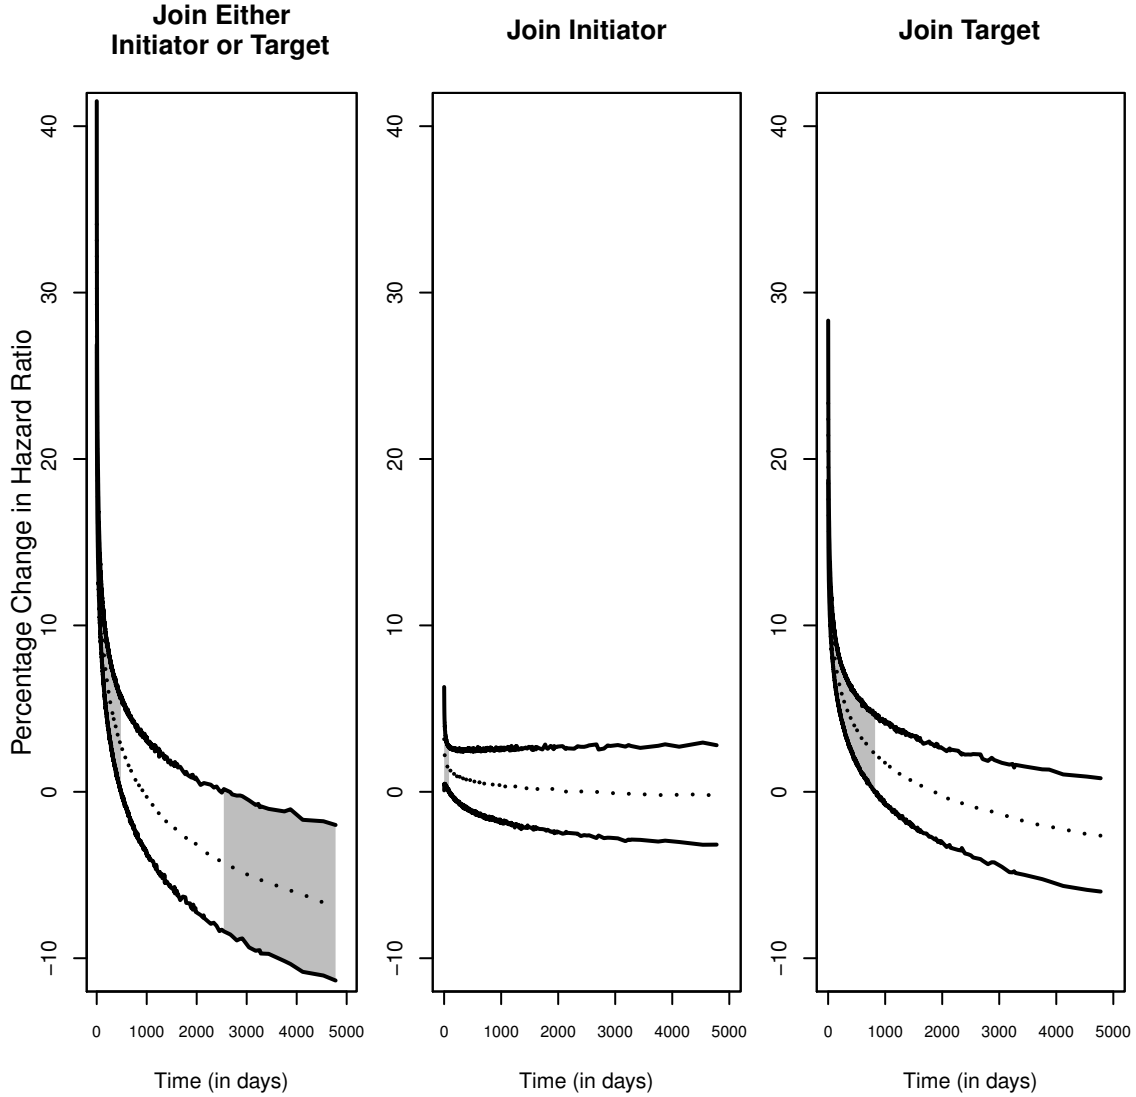 Join Either
Initiator or Target
Join Initiator
Join Target
Percentage Change in Hazard Ratio
40
30
20
10
0
−10
0 1000 2000 3000 4000 5000
Time (in days)
40
30
20
10
0
−10
0 1000 2000 3000 4000 5000
Time (in days)
40
30
20
10
0
−10
0 1000 2000 3000 4000 5000
Time (in days)